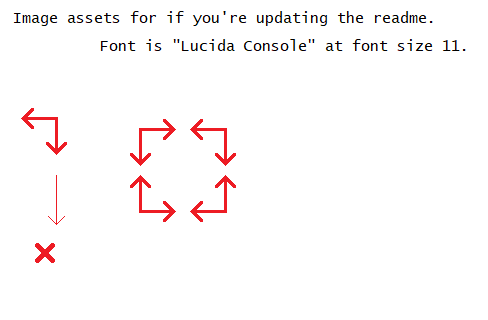 Image assets for if you're updating the readme.
Font is "Lucida Console" at font size 11.